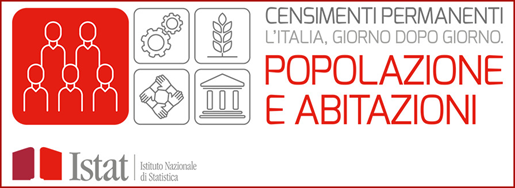 CENSIMENTI PERMANENTI
L'ITALIA, GIORNO DOPO GIORNO.
POPOLAZIONE
E ABITAZIONI
Istat
Istituto Nazionale
di Statistica